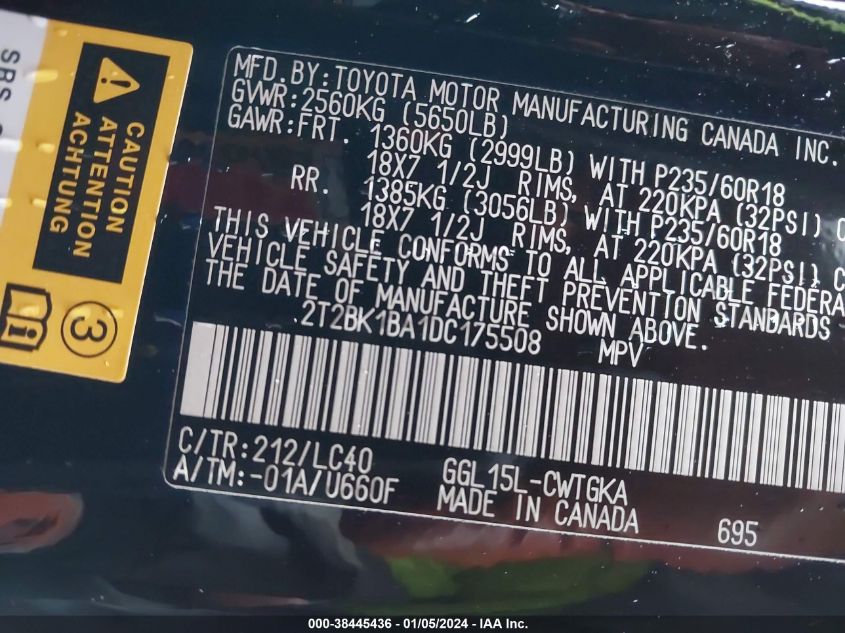 SRS
CAUTION
ATTENTION
ACHTUNG
3
MFD.BY:TOYOTA MOTOR MANUFACTURING CANADA INC.
GVWR:2560KG (5650LB)
GAWR:FRT. 1360KG (2999LB) WITH P235/60R18
18X7 1/2J RIMS, AT 220KPA (32PSI)
RR. 1385KG (3056LB) WITH P235/60R18
18X7 1/2J RIMS, AT 220KPA (32PSI)
THIS VEHICLE CONFORMS TO ALL APPLICABLE FEDERA
VEHICLE SAFETY AND THEFT PREVENTION STANDARDS
THE DATE OF MANUFACTURE SHOWN ABOVE.
2T2BK1BA1DC175508 MPV
C/TR:212/LC40
A/TM:-01A/U660F
GGL15L-CWTGKA
MADE IN CANADA
695
000-38445436 - 01/05/2024 - IAA Inc.